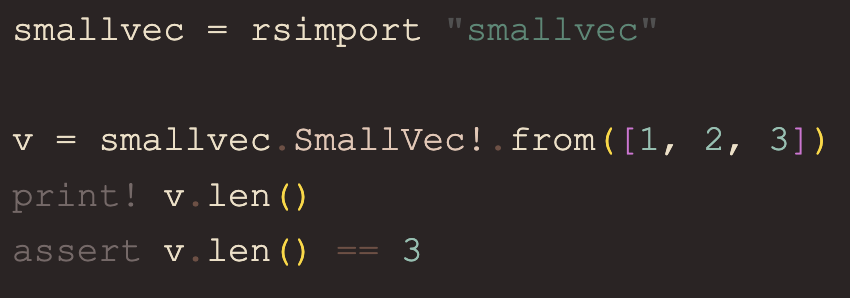 smallvec = rsimport "smallvec"
v = smallvec.SmallVec!.from([1, 2, 3])
print! v.len()
assert v.len() == 3